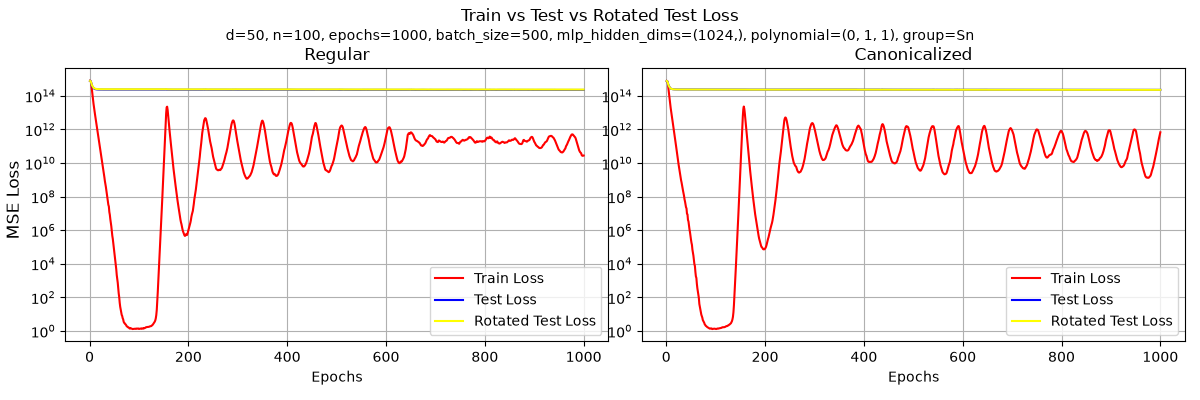 Train vs Test vs Rotated Test Loss
d=50, n=100, epochs=1000, batch_size=500, mlp_hidden_dims=(1024,), polynomial=(0, 1, 1), group=Sn
Regular
Canonicalized
MSE Loss
10^14
10^12
10^10
10^8
10^6
10^4
10^2
10^0
0 200 400 600 800 1000
Epochs
Train Loss
Test Loss
Rotated Test Loss
10^14
10^12
10^10
10^8
10^6
10^4
10^2
10^0
0 200 400 600 800 1000
Epochs
Train Loss
Test Loss
Rotated Test Loss